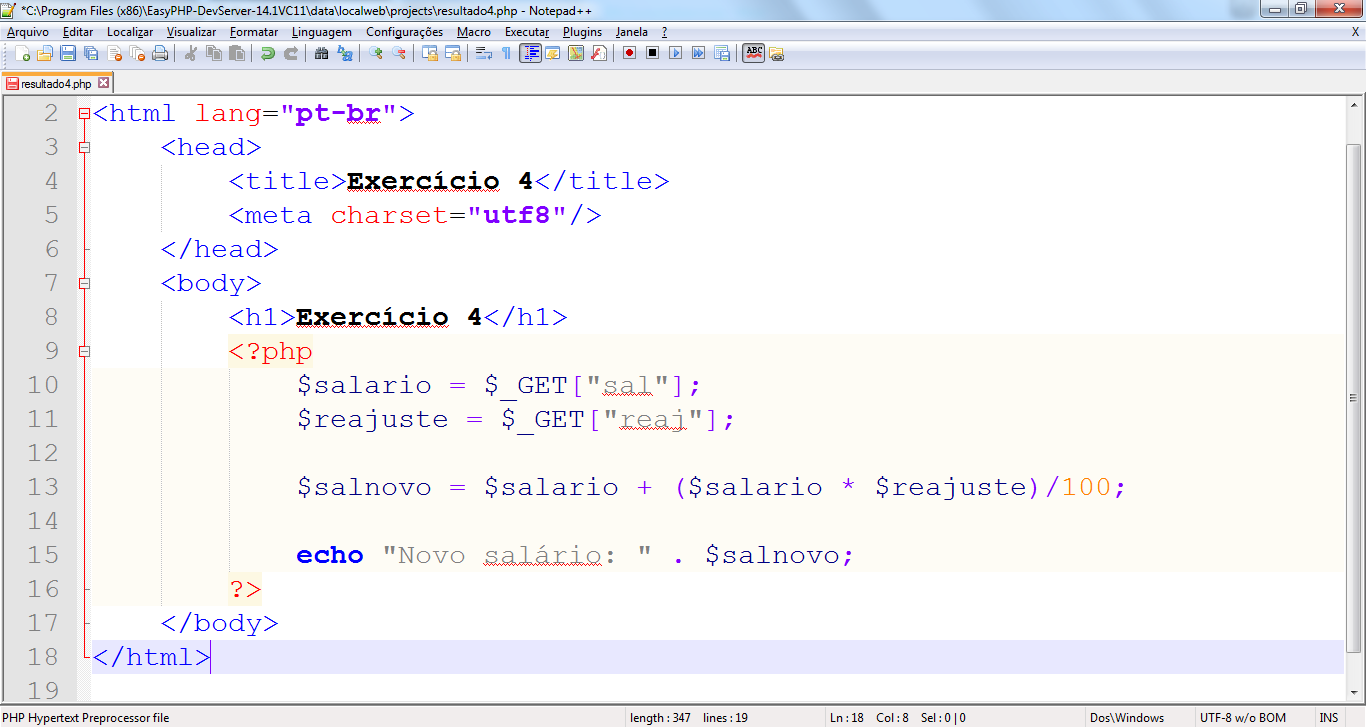 *C:\Program Files (x86)\EasyPHP-DevServer-14.1VC11\data\localweb\projects\resultado4.php - Notepad++
Arquivo Editar Localizar Visualizar Formatar Linguagem Configurações Macro Executar Plugins Janela ? X
ABC
resultado4.php
2 <html lang="pt-br">
3 <head>
4 <title>Exercício 4</title>
5 <meta charset="utf8"/>
6 </head>
7 <body>
8 <h1>Exercício 4</h1>
9 <?php
10 $salario = $_GET["sal"];
11 $reajuste = $_GET["reaj"];
12
13 $salnovo = $salario + ($salario * $reajuste)/100;
14
15 echo "Novo salário: " . $salnovo;
16 ?>
17 </body>
18 </html>
19
PHP Hypertext Preprocessor file length : 347 lines : 19 Ln : 18 Col : 8 Sel : 0 | 0 Dos\Windows UTF-8 w/o BOM INS